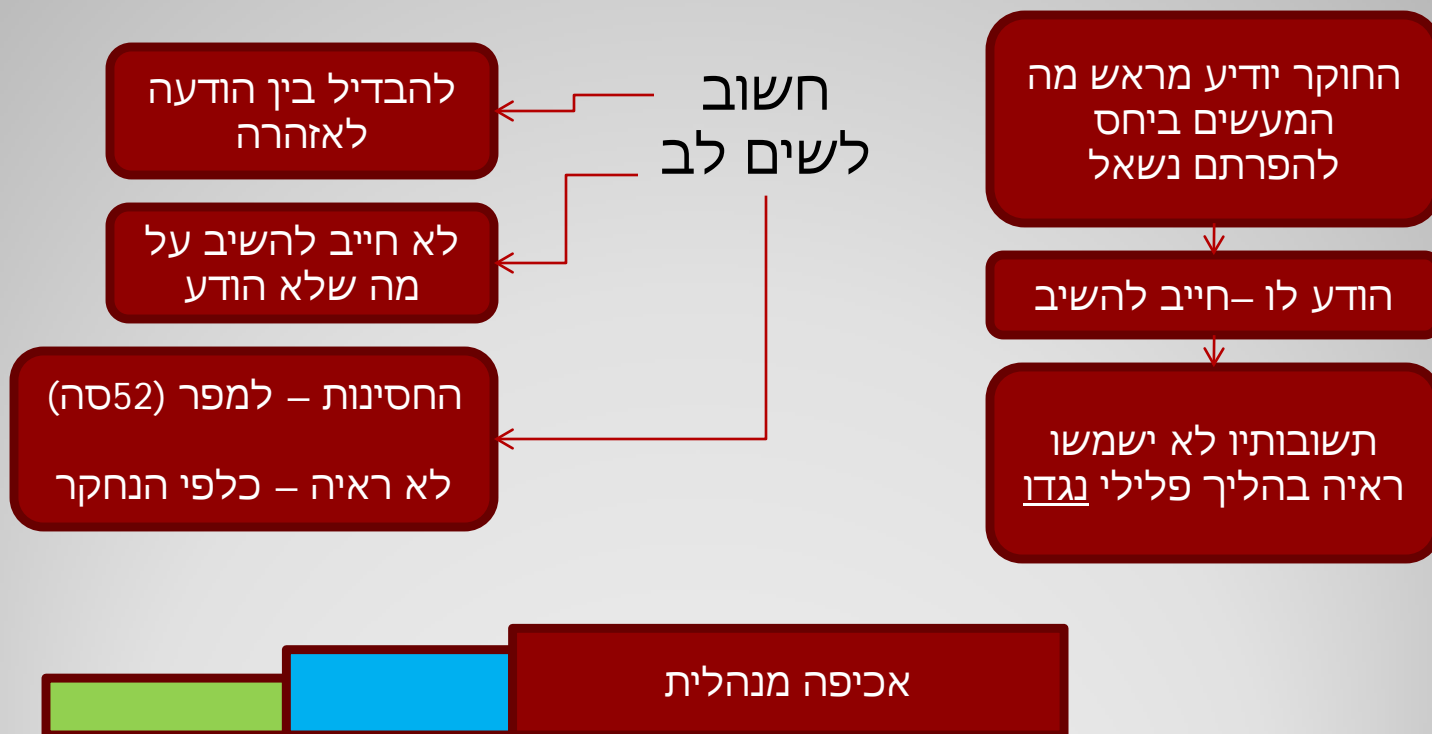 החוקר יודיע מראש מה
המעשים ביחס
להפרתם נשאל
הודע לו –חייב להשיב
תשובותיו לא ישמשו
ראיה בהליך פלילי נגדו
חשוב
לשים לב
להבדיל בין הודעה
לאזהרה
לא חייב להשיב על
מה שלא הודע
החסינות – למפר (52סה)
לא ראיה – כלפי הנחקר
אכיפה מנהלית